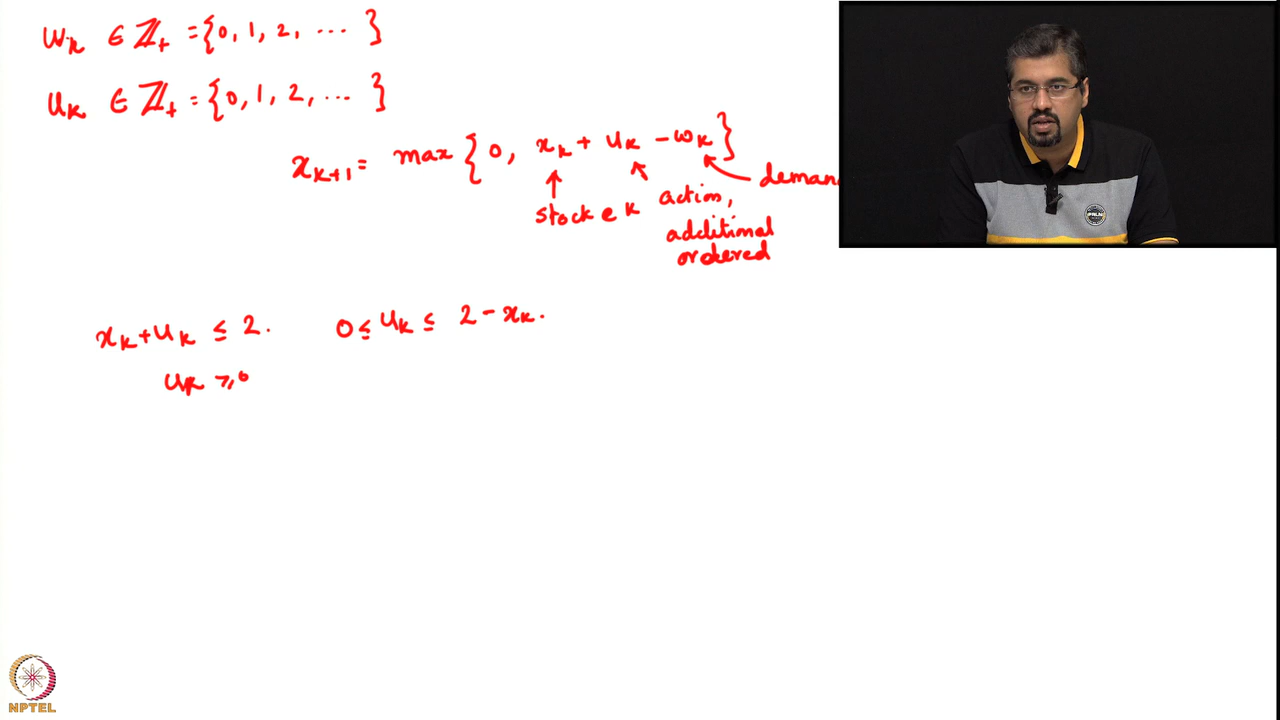 wk ∈ ℤ+ = {0, 1, 2, ... }
uk ∈ ℤ+ = {0, 1, 2, ... }
xk+1 = max {0, xk + uk - wk}
demand
stock @ k
action,
additional
ordered
xk + uk ≤ 2.
0 ≤ uk ≤ 2 - xk.
uk ≥ 0
NPTEL